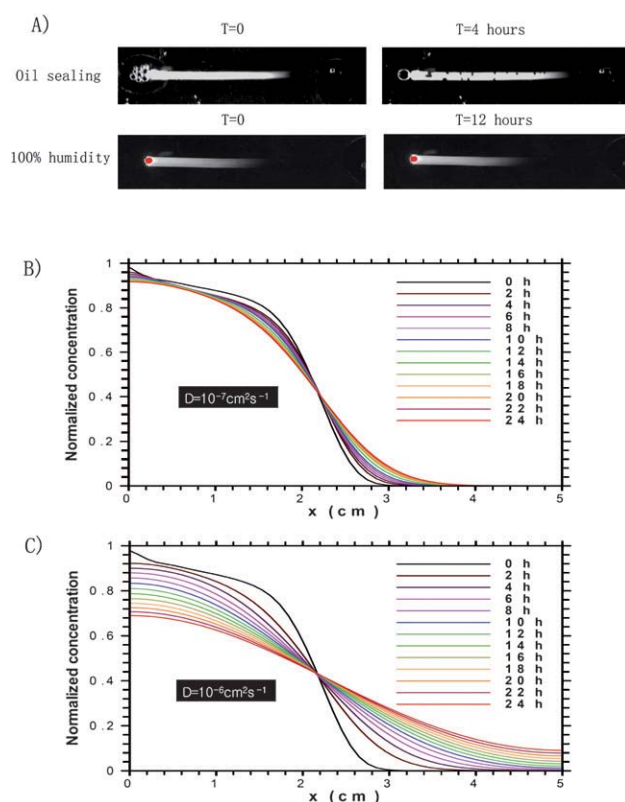 A)
T=0
T=4 hours
Oil sealing
T=0
T=12 hours
100% humidity
B)
Normalized concentration
1
0.8
0.6
0.4
0.2
0
0 h
2 h
4 h
6 h
8 h
10 h
12 h
14 h
16 h
18 h
20 h
22 h
24 h
D=10⁻⁷cm²s⁻¹
0 1 2 3 4 5
x (cm)
C)
Normalized concentration
1
0.8
0.6
0.4
0.2
0
0 h
2 h
4 h
6 h
8 h
10 h
12 h
14 h
16 h
18 h
20 h
22 h
24 h
D=10⁻⁶cm²s⁻¹
0 1 2 3 4 5
x (cm)